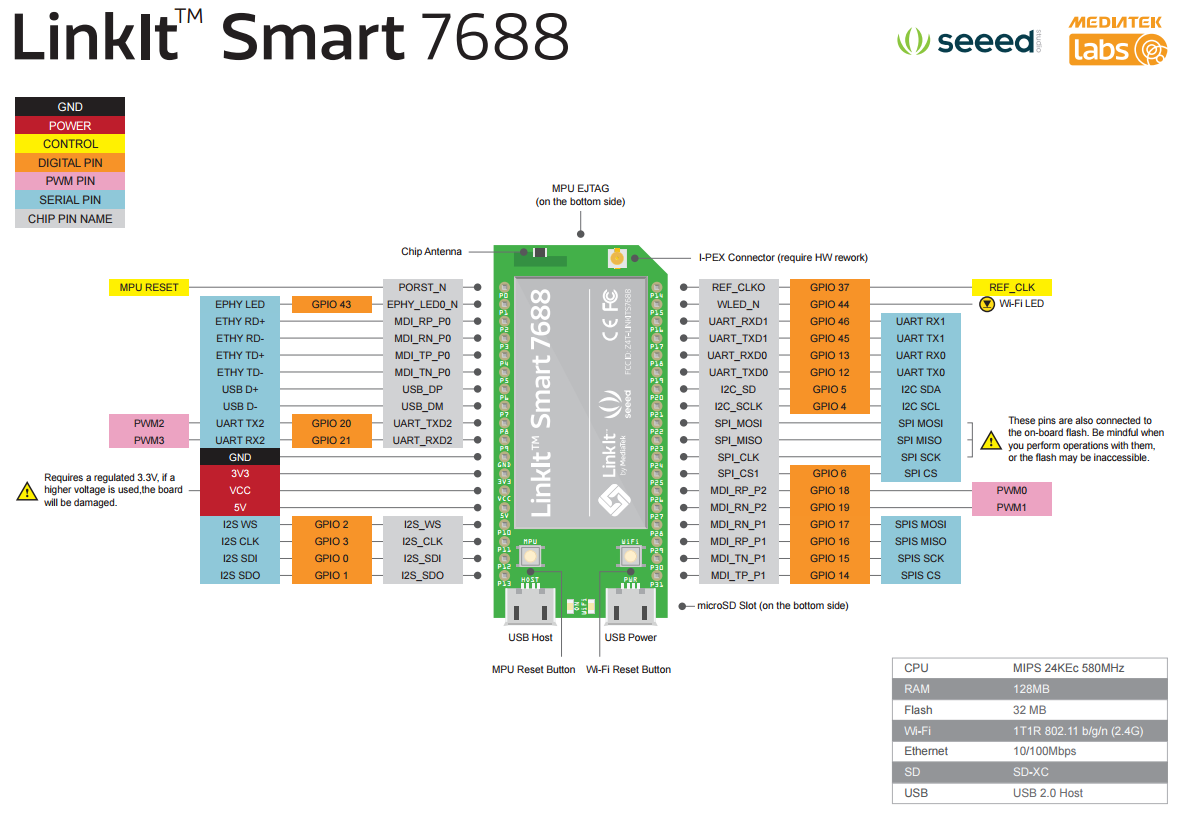 LinkIt™ Smart 7688
seeed
studio
MEDIATEK
labs
GND
POWER
CONTROL
DIGITAL PIN
PWM PIN
SERIAL PIN
CHIP PIN NAME
MPU EJTAG
(on the bottom side)
Chip Antenna
I-PEX Connector (require HW rework)
MPU RESET PORST_N
EPHY LED GPIO 43 EPHY_LED0_N
ETHY RD+ MDI_RP_P0
ETHY RD- MDI_RN_P0
ETHY TD+ MDI_TP_P0
ETHY TD- MDI_TN_P0
USB D+ USB_DP
USB D- USB_DM
PWM2 UART TX2 GPIO 20 UART_TXD2
PWM3 UART RX2 GPIO 21 UART_RXD2
GND
3V3
VCC
5V
I2S WS GPIO 2 I2S_WS
I2S CLK GPIO 3 I2S_CLK
I2S SDI GPIO 0 I2S_SDI
I2S SDO GPIO 1 I2S_SDO
Requires a regulated 3.3V, if a
higher voltage is used,the board
will be damaged.
P0
P1
P2
P3
P4
P5
P6
P7
P8
P9
GND
3V3
VCC
5V
P10
P11
P12
P13
LinkIt™ Smart 7688
CE FC
FCC ID: Z4T-LINKIT57688
seeed
LinkIt™
by MediaTek
P14
P15
P16
P17
P18
P19
P20
P21
P22
P23
P24
P25
P26
P27
P28
P29
P30
P31
MPU
WiFi
HOST
PWR
ON
WiFi
REF_CLKO GPIO 37 REF_CLK
WLED_N GPIO 44 Wi-Fi LED
UART_RXD1 GPIO 46 UART RX1
UART_TXD1 GPIO 45 UART TX1
UART_RXD0 GPIO 13 UART RX0
UART_TXD0 GPIO 12 UART TX0
I2C_SD GPIO 5 I2C SDA
I2C_SCLK GPIO 4 I2C SCL
SPI_MOSI SPI MOSI
SPI_MISO SPI MISO
SPI_CLK SPI SCK
SPI_CS1 GPIO 6 SPI CS
MDI_RP_P2 GPIO 18 PWM0
MDI_RN_P2 GPIO 19 PWM1
MDI_RN_P1 GPIO 17 SPIS MOSI
MDI_RP_P1 GPIO 16 SPIS MISO
MDI_TN_P1 GPIO 15 SPIS SCK
MDI_TP_P1 GPIO 14 SPIS CS
These pins are also connected to
the on-board flash. Be mindful when
you perform operations with them,
or the flash may be inaccessible.
microSD Slot (on the bottom side)
USB Host
USB Power
MPU Reset Button
Wi-Fi Reset Button
CPU MIPS 24KEc 580MHz
RAM 128MB
Flash 32 MB
Wi-Fi 1T1R 802.11 b/g/n (2.4G)
Ethernet 10/100Mbps
SD SD-XC
USB USB 2.0 Host